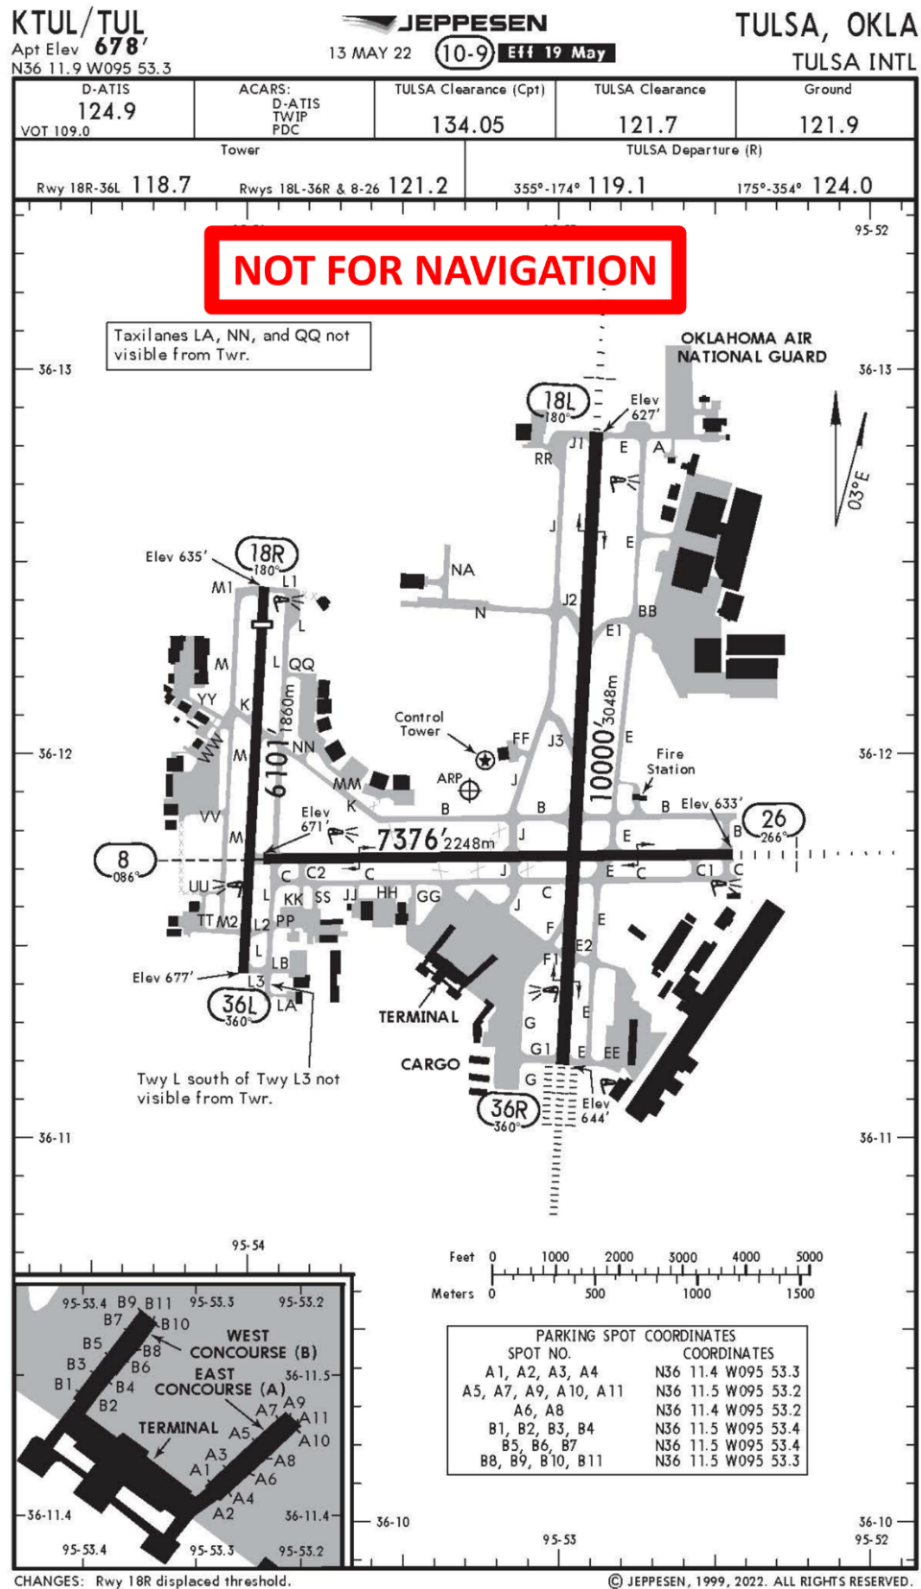 KTUL/TUL
Apt Elev 678'
N36 11.9 W095 53.3
JEPPESEN
13 MAY 22 10-9 Eff 19 May
TULSA, OKLA
TULSA INTL
D-ATIS
124.9
VOT 109.0
ACARS:
D-ATIS
TWIP
PDC
TULSA Clearance (Cpt)
134.05
TULSA Clearance
121.7
Ground
121.9
Tower
Rwy 18R-36L 118.7 Rwys 18L-36R & 8-26 121.2
TULSA Departure (R)
355°-174° 119.1 175°-354° 124.0
95-52
NOT FOR NAVIGATION
Taxilanes LA, NN, and QQ not
visible from Twr.
OKLAHOMA AIR
NATIONAL GUARD
36-13
36-13
18L
180°
Elev
627'
J1
E
A
RR
03°E
J
E
Elev 635'
18R
180°
M1
L1
NA
N
J2
BB
E1
L
M
L
QQ
YY
K
1860m
6101'
3048m
10000'
WW
M
NN
Control
Tower
FF
J3
E
36-12
36-12
MM
ARP
J
Fire
Station
K
B
B
B
Elev 633'
B
26
266°
VV
M
Elev
671'
7376' 2248m
J
E
8
086°
UU
L
C
C2
C
J
E
C
C1
C
KK
SS
JJ
HH
GG
C
J
E
TT
M2
L2
PP
F
E2
L
LB
F1
Elev 677'
L3
LA
36L
360°
TERMINAL
G
E
G1
E
EE
CARGO
G
36R
360°
Elev
644'
Twy L south of Twy L3 not
visible from Twr.
36-11
36-11
95-54
Feet 0 1000 2000 3000 4000 5000
Meters 0 500 1000 1500
95-53.4
95-53.3
95-53.2
B9
B11
B7
B10
B5
B8
B3
B6
B1
B4
B2
WEST
CONCOURSE (B)
EAST
CONCOURSE (A)
36-11.5
A7
A9
A5
A11
A10
TERMINAL
A3
A8
A1
A6
A4
A2
36-11.4
36-11.4
95-53.4
95-53.3
95-53.2
PARKING SPOT COORDINATES
SPOT NO. COORDINATES
A1, A2, A3, A4 N36 11.4 W095 53.3
A5, A7, A9, A10, A11 N36 11.5 W095 53.2
A6, A8 N36 11.4 W095 53.2
B1, B2, B3, B4 N36 11.5 W095 53.4
B5, B6, B7 N36 11.5 W095 53.4
B8, B9, B10, B11 N36 11.5 W095 53.3
36-10
36-10
95-53
95-52
CHANGES: Rwy 18R displaced threshold.
© JEPPESEN, 1999, 2022. ALL RIGHTS RESERVED.